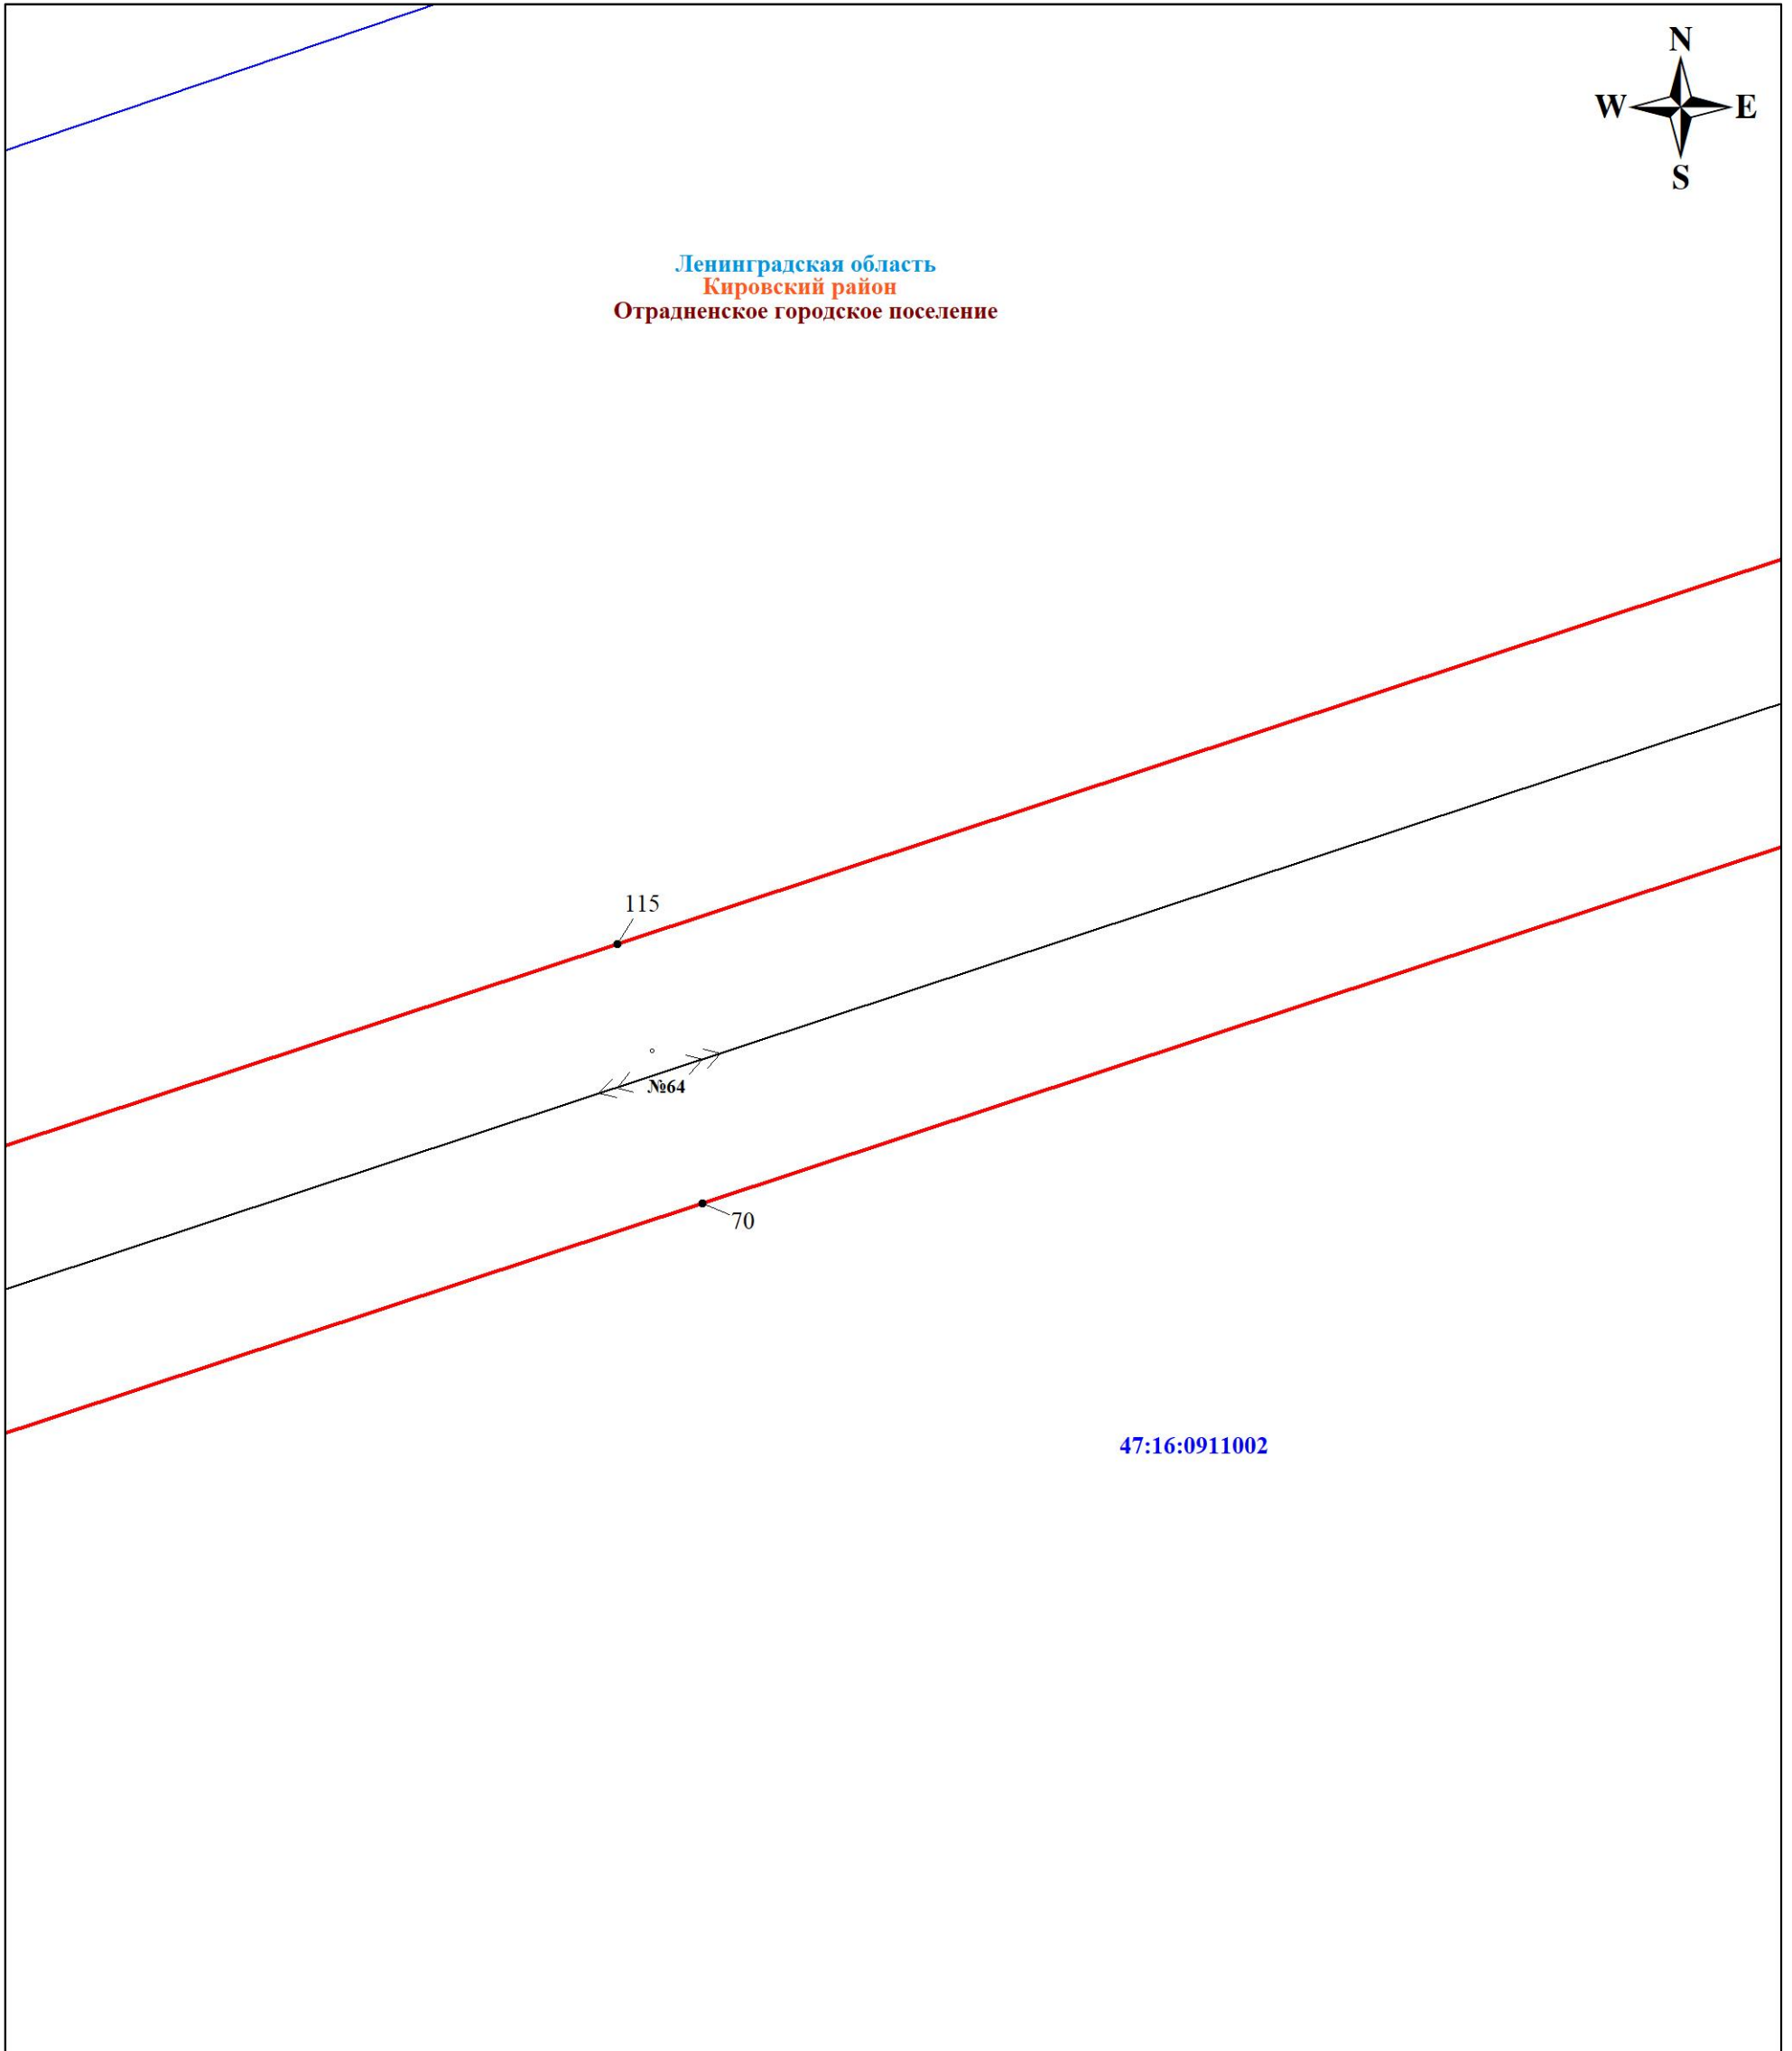 N
W E
S
Ленинградская область
Кировский район
Отрадненское городское поселение
115
№64
70
47:16:0911002